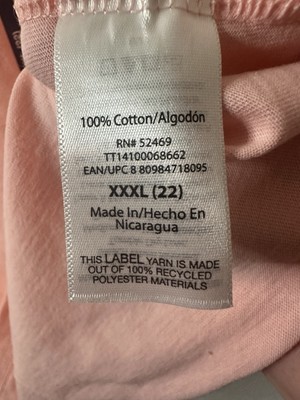 100% Cotton/Algodón
RN# 52469
TT14100068662
EAN/UPC 8 80984718095
XXXL (22)
Made In/Hecho En
Nicaragua
THIS LABEL YARN IS MADE
OUT OF 100% RECYCLED
POLYESTER MATERIALS